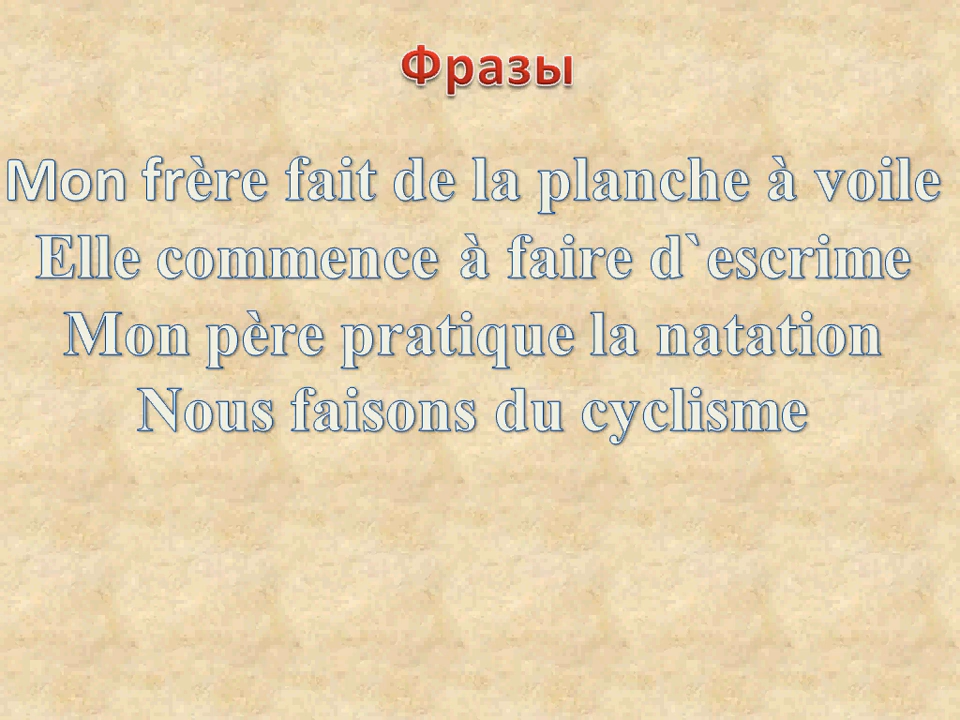 Фразы
Mon frère fait de la planche à voile
Elle commence à faire d`escrime
Mon père pratique la natation
Nous faisons du cyclisme